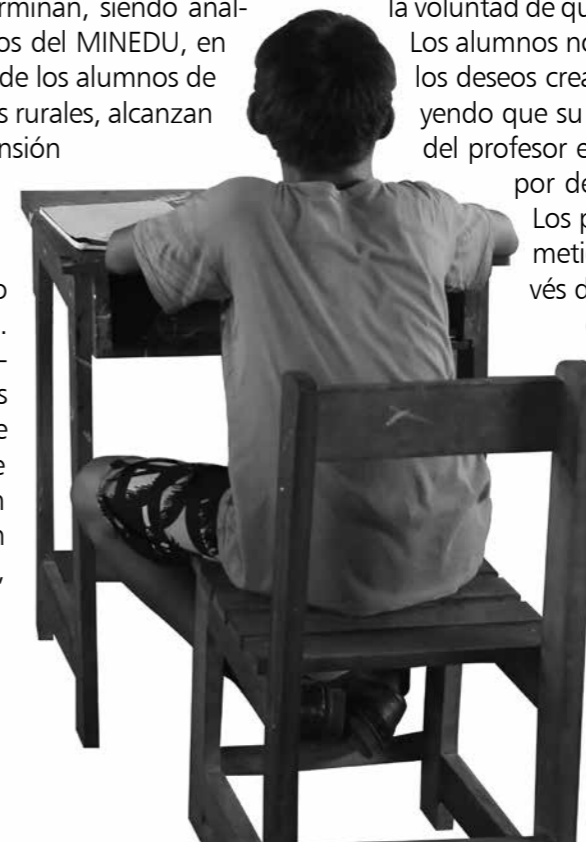 rminan, siendo anal-
os del MINEDU, en
de los alumnos de
s rurales, alcanzan
nsión
o
.
-
s
e
e
n
n
,
la voluntad de qu
Los alumnos no
los deseos crea
yendo que su
del profesor e
por de
Los p
meti
vés d